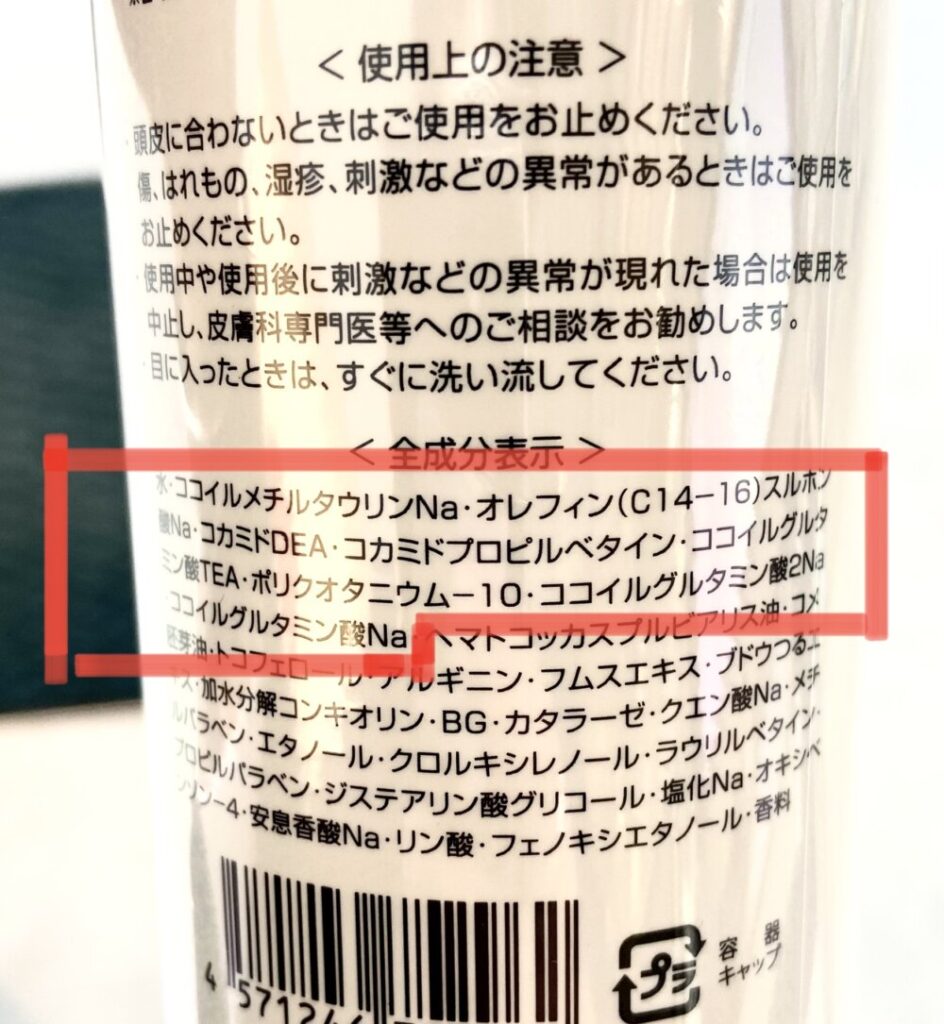 ＜ 使用上の注意 ＞
・頭皮に合わないときはご使用をお止めください。
傷、はれもの、湿疹、刺激などの異常があるときはご使用を
お止めください。
・使用中や使用後に刺激などの異常が現れた場合は使用を
中止し、皮膚科専門医等へのご相談をお勧めします。
・目に入ったときは、すぐに洗い流してください。
＜ 全成分表示 ＞
水・ココイルメチルタウリンNa・オレフィン(C14−16)スルホン
酸Na・コカミドDEA・コカミドプロピルベタイン・ココイルグルタ
ミン酸TEA・ポリクオタニウム−10・ココイルグルタミン酸2Na
・ココイルグルタミン酸Na・ヘマトコッカスプルビアリス油・コメ
胚芽油・トコフェロール・アルギニン・フムスエキス・ブドウつるエ
キス・加水分解コンキオリン・BG・カタラーゼ・クエン酸Na・メチ
ルパラベン・エタノール・クロルキシレノール・ラウリルベタイン・
プロピルパラベン・ジステアリン酸グリコール・塩化Na・オキシベ
ンゾン−4・安息香酸Na・リン酸・フェノキシエタノール・香料
プラ
容器
キャップ
4 571244